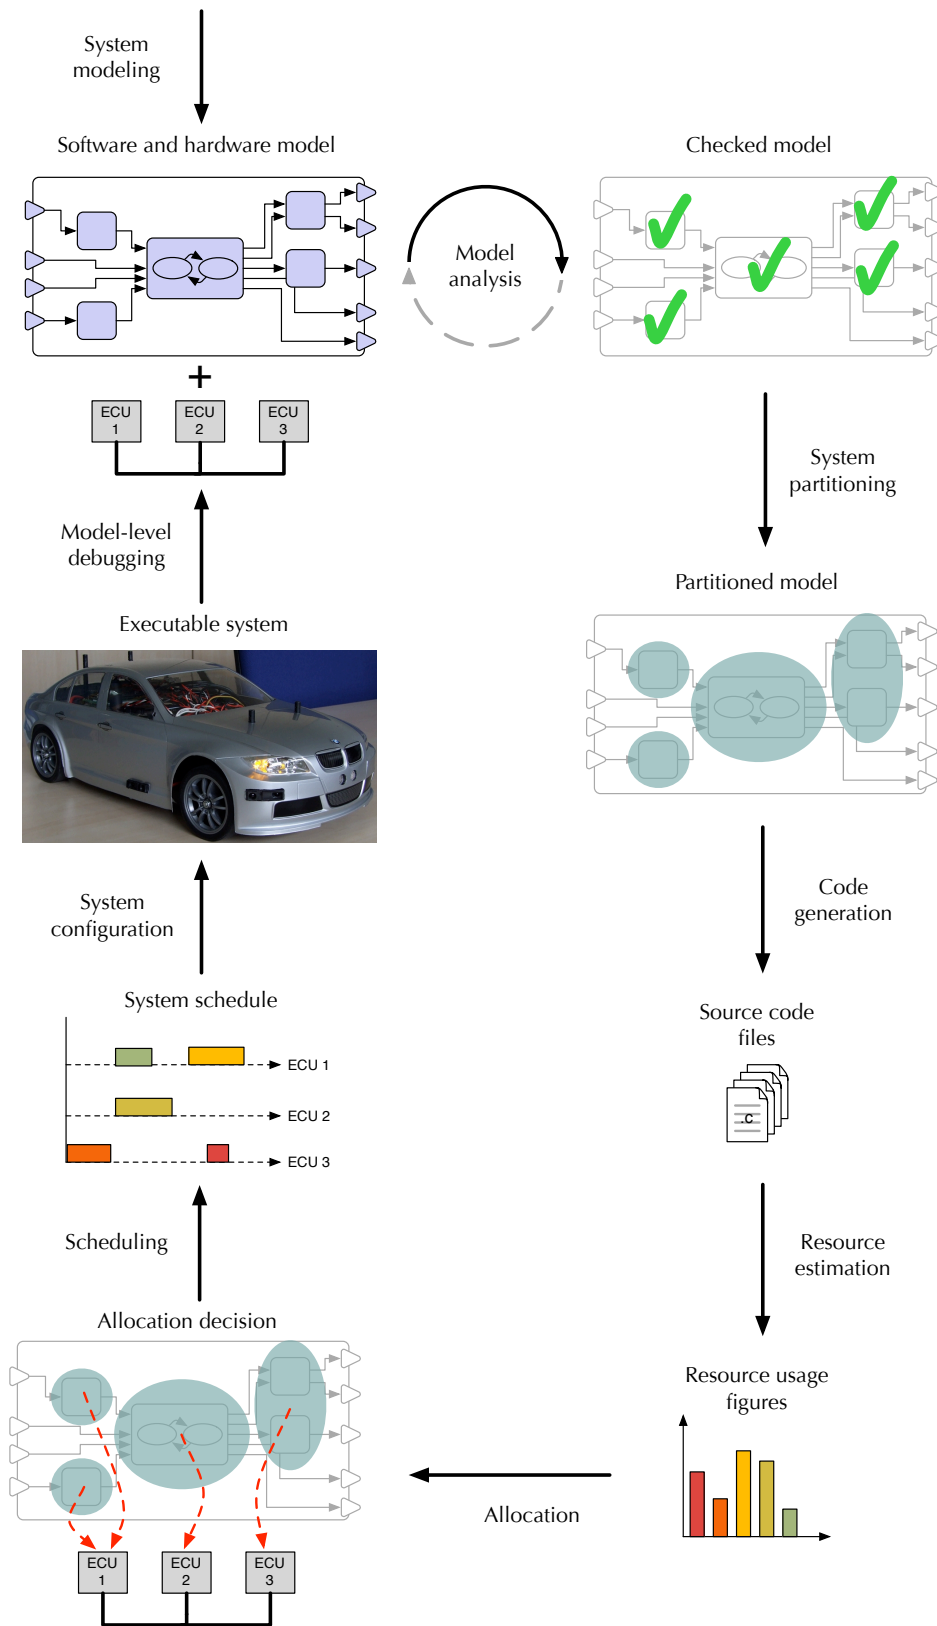 System
modeling
Software and hardware model
Checked model
Model
analysis
ECU
1
ECU
2
ECU
3
System
partitioning
Model-level
debugging
Partitioned model
Executable system
Code
generation
System
configuration
System schedule
ECU 1
ECU 2
ECU 3
Source code
files
.c
Scheduling
Resource
estimation
Allocation decision
Resource usage
figures
Allocation
ECU
1
ECU
2
ECU
3